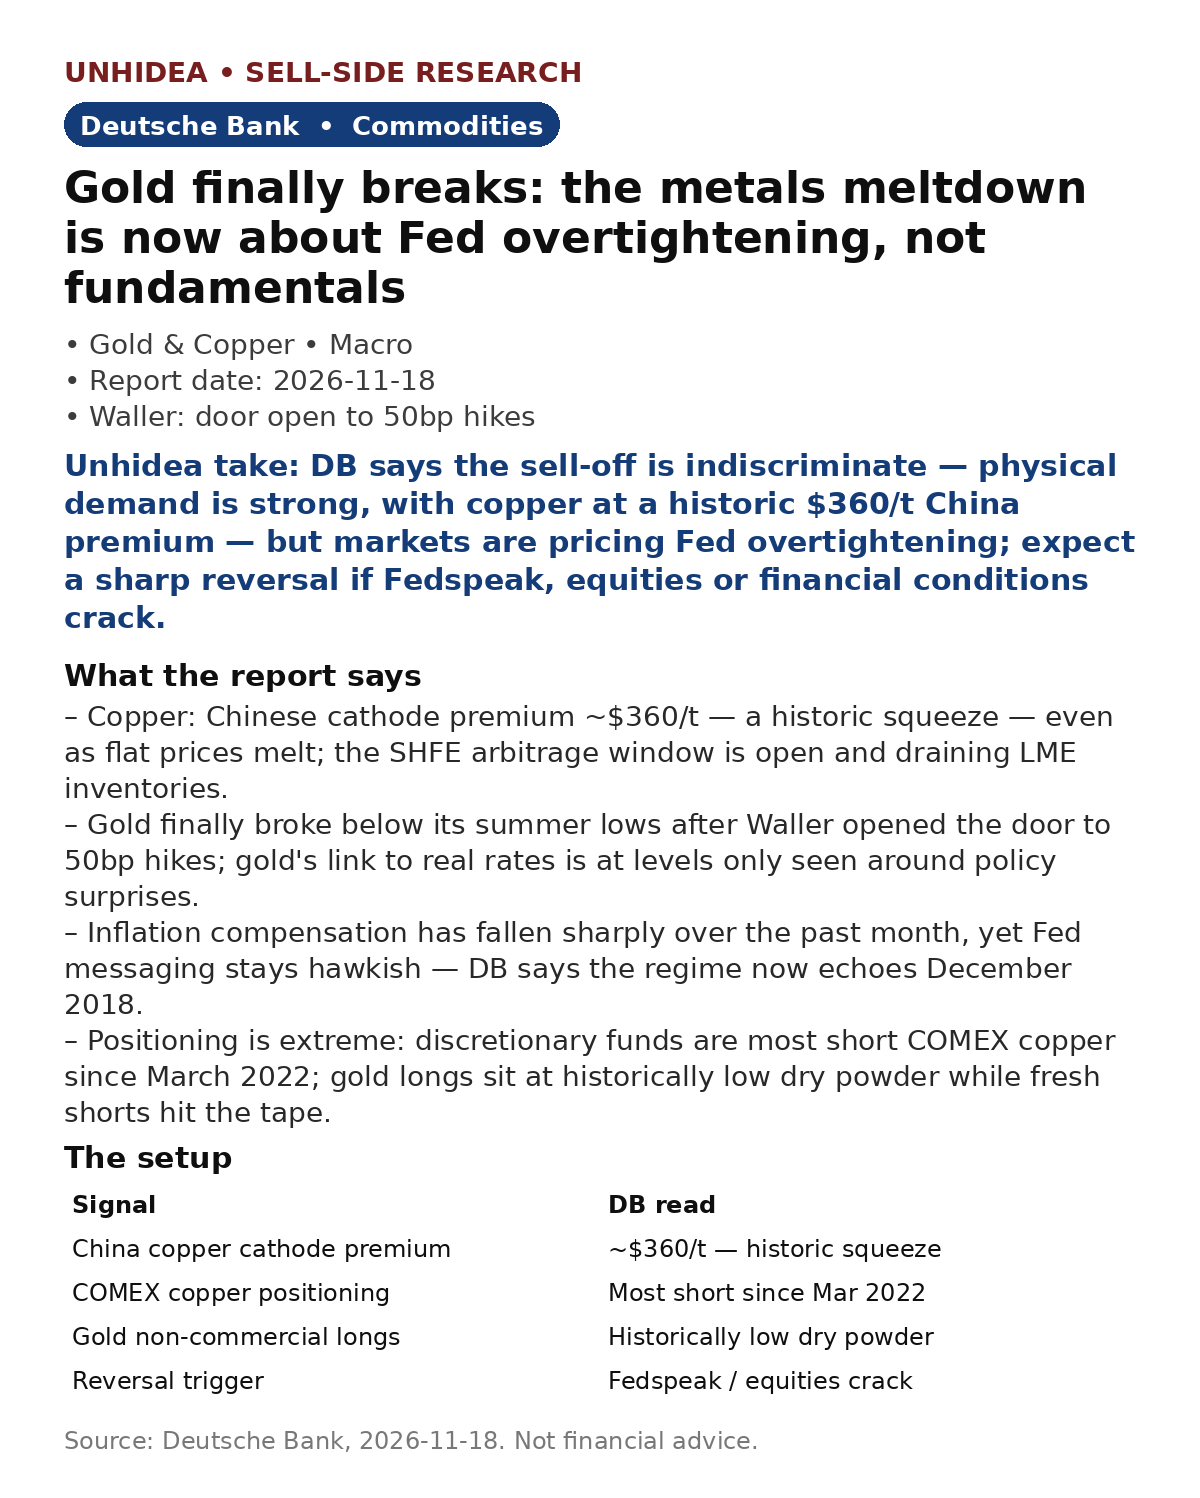 UNHIDEA • SELL-SIDE RESEARCH
Deutsche Bank • Commodities
Gold finally breaks: the metals meltdown
is now about Fed overtightening, not
fundamentals
• Gold & Copper • Macro
• Report date: 2026-11-18
• Waller: door open to 50bp hikes
Unhidea take: DB says the sell-off is indiscriminate — physical
demand is strong, with copper at a historic $360/t China
premium — but markets are pricing Fed overtightening; expect
a sharp reversal if Fedspeak, equities or financial conditions
crack.
What the report says
– Copper: Chinese cathode premium ~$360/t — a historic squeeze — even
as flat prices melt; the SHFE arbitrage window is open and draining LME
inventories.
– Gold finally broke below its summer lows after Waller opened the door to
50bp hikes; gold's link to real rates is at levels only seen around policy
surprises.
– Inflation compensation has fallen sharply over the past month, yet Fed
messaging stays hawkish — DB says the regime now echoes December
2018.
– Positioning is extreme: discretionary funds are most short COMEX copper
since March 2022; gold longs sit at historically low dry powder while fresh
shorts hit the tape.
The setup
Signal DB read
China copper cathode premium ~$360/t — historic squeeze
COMEX copper positioning Most short since Mar 2022
Gold non-commercial longs Historically low dry powder
Reversal trigger Fedspeak / equities crack
Source: Deutsche Bank, 2026-11-18. Not financial advice.